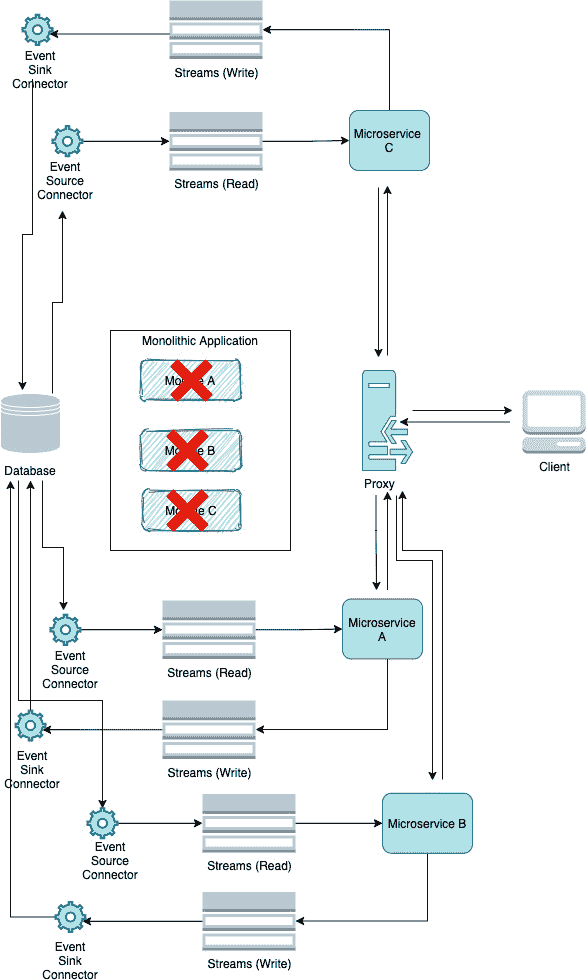 Event
Sink
Connector
Streams (Write)
Event
Source
Connector
Streams (Read)
Microservice
C
Monolithic Application
Module A
Module B
Module C
Database
Proxy
Client
Event
Source
Connector
Streams (Read)
Microservice
A
Event
Sink
Connector
Streams (Write)
Event
Source
Connector
Streams (Read)
Microservice B
Event
Sink
Connector
Streams (Write)